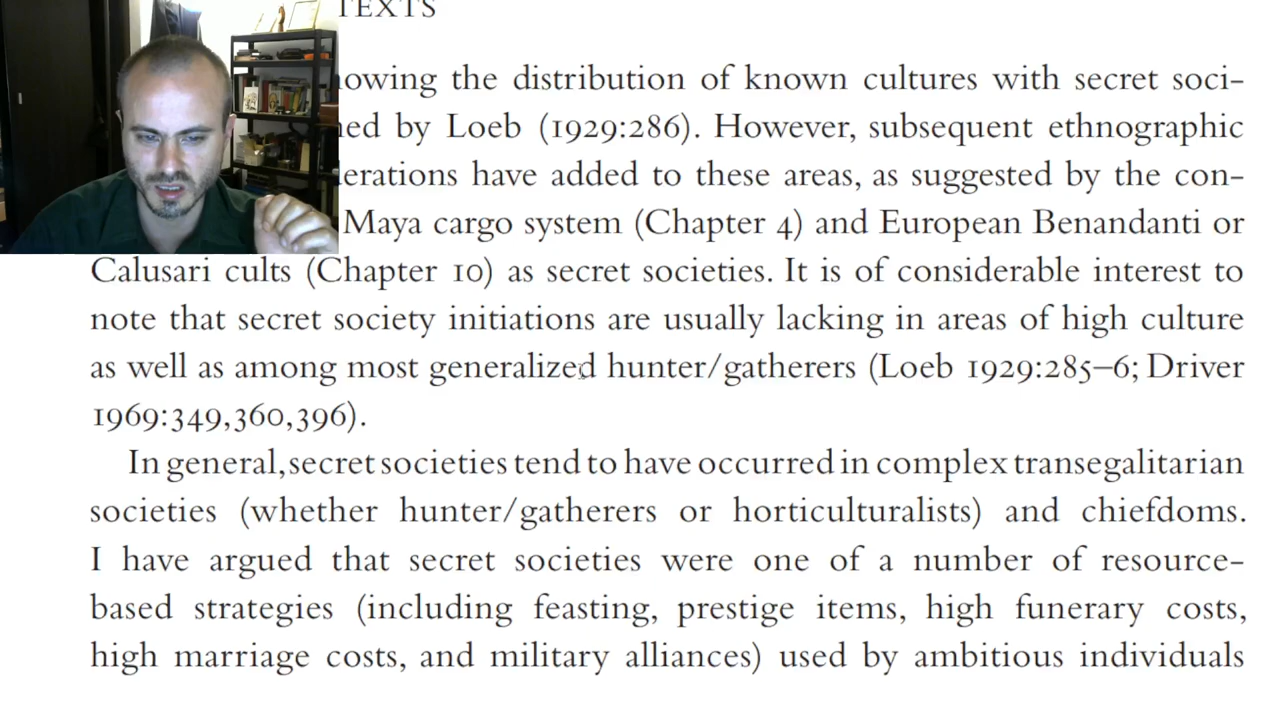 TEXTS
owing the distribution of known cultures with secret soci-
ed by Loeb (1929:286). However, subsequent ethnographic
erations have added to these areas, as suggested by the con-
Maya cargo system (Chapter 4) and European Benandanti or
Calusari cults (Chapter 10) as secret societies. It is of considerable interest to
note that secret society initiations are usually lacking in areas of high culture
as well as among most generalized hunter/gatherers (Loeb 1929:285–6; Driver
1969:349,360,396).
In general, secret societies tend to have occurred in complex transegalitarian
societies (whether hunter/gatherers or horticulturalists) and chiefdoms.
I have argued that secret societies were one of a number of resource-
based strategies (including feasting, prestige items, high funerary costs,
high marriage costs, and military alliances) used by ambitious individuals